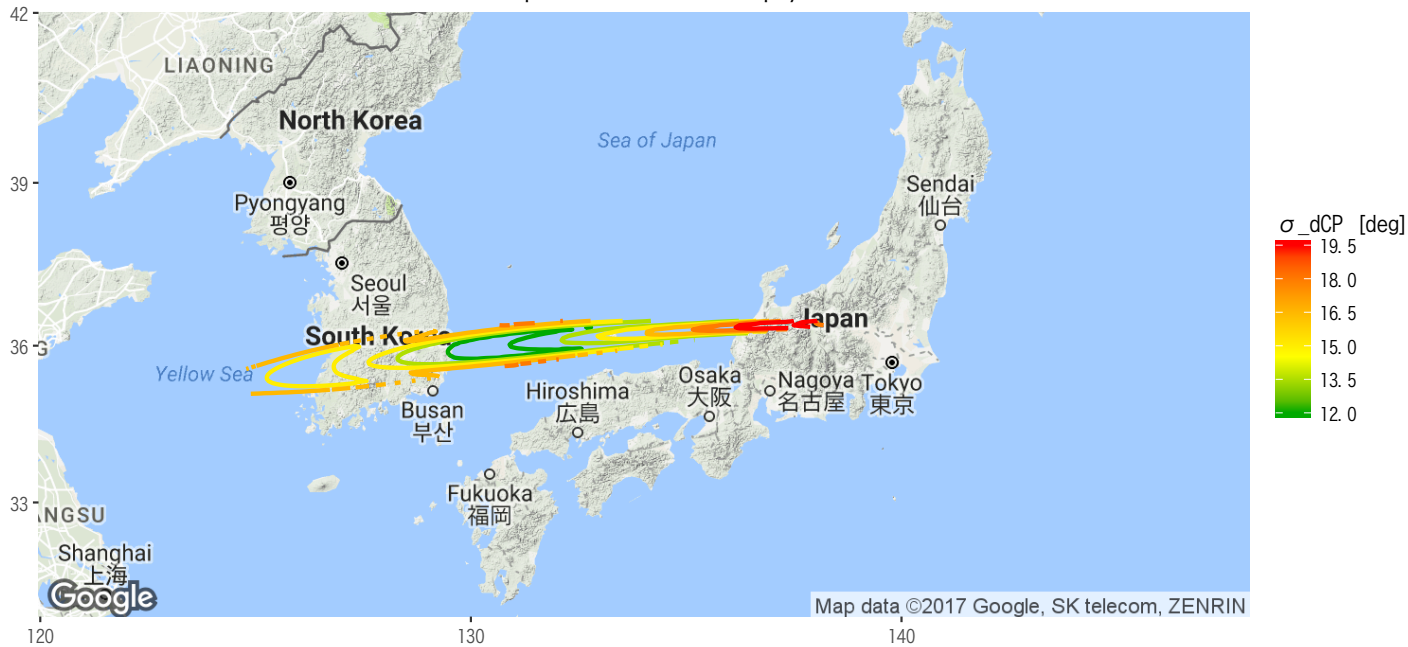 42
39
36
33
120
130
140
LIAONING
North Korea
Sea of Japan
Pyongyang
평양
Sendai
仙台
Seoul
서울
South Korea
Japan
Yellow Sea
Busan
부산
Hiroshima
広島
Osaka
大阪
Nagoya
名古屋
Tokyo
東京
Fukuoka
福岡
ANGSU
Shanghai
上海
Google
Map data ©2017 Google, SK telecom, ZENRIN
σ_dCP [deg]
19.5
18.0
16.5
15.0
13.5
12.0